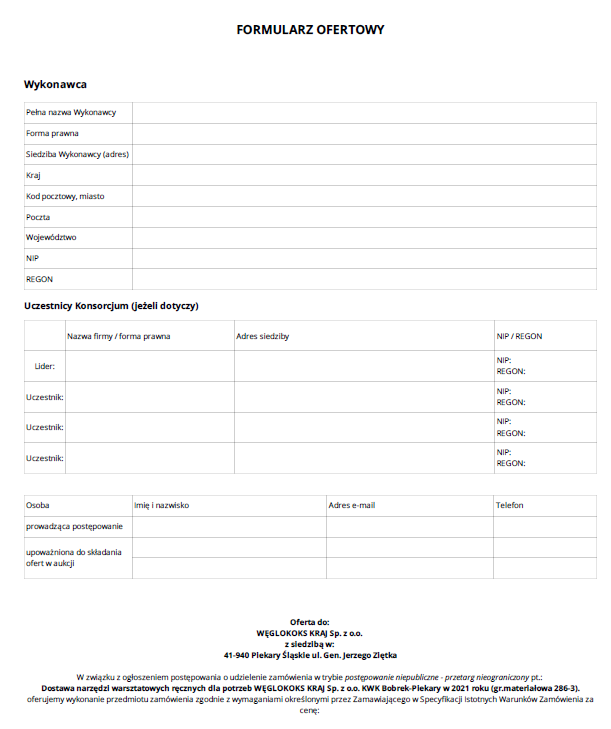 FORMULARZ OFERTOWY
Wykonawca
Pełna nazwa Wykonawcy
Forma prawna
Siedziba Wykonawcy (adres)
Kraj
Kod pocztowy, miasto
Poczta
Województwo
NIP
REGON
Uczestnicy Konsorcjum (jeżeli dotyczy)
Nazwa firmy / forma prawna Adres siedziby NIP / REGON
Lider: NIP:
REGON:
Uczestnik: NIP:
REGON:
Uczestnik: NIP:
REGON:
Uczestnik: NIP:
REGON:
Osoba Imię i nazwisko Adres e-mail Telefon
prowadząca postępowanie
upoważniona do składania
ofert w aukcji
Oferta do:
WĘGLOKOKS KRAJ Sp. z o.o.
z siedzibą w:
41-940 Piekary Śląskie ul. Gen. Jerzego Ziętka
W związku z ogłoszeniem postępowania o udzielenie zamówienia w trybie postępowanie niepubliczne - przetarg nieograniczony pt.:
Dostawa narzędzi warsztatowych ręcznych dla potrzeb WĘGLOKOKS KRAJ Sp. z o.o. KWK Bobrek-Piekary w 2021 roku (gr.materiałowa 286-3).
oferujemy wykonanie przedmiotu zamówienia zgodnie z wymaganiami określonymi przez Zamawiającego w Specyfikacji Istotnych Warunków Zamówienia za
cenę: